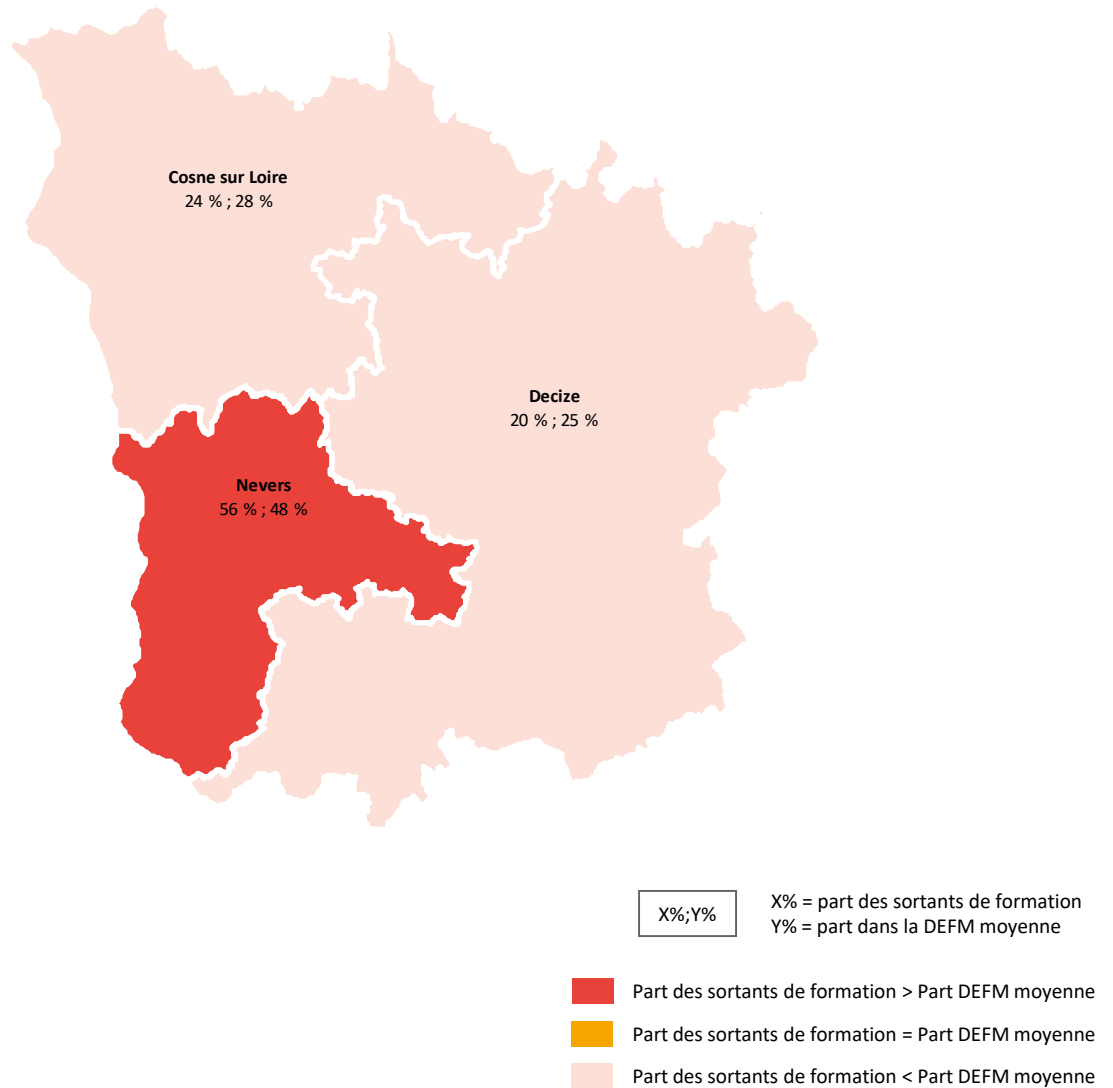 Cosne sur Loire
24 % ; 28 %
Decize
20 % ; 25 %
Nevers
56 % ; 48 %
X%;Y%
X% = part des sortants de formation
Y% = part dans la DEFM moyenne
Part des sortants de formation > Part DEFM moyenne
Part des sortants de formation = Part DEFM moyenne
Part des sortants de formation < Part DEFM moyenne